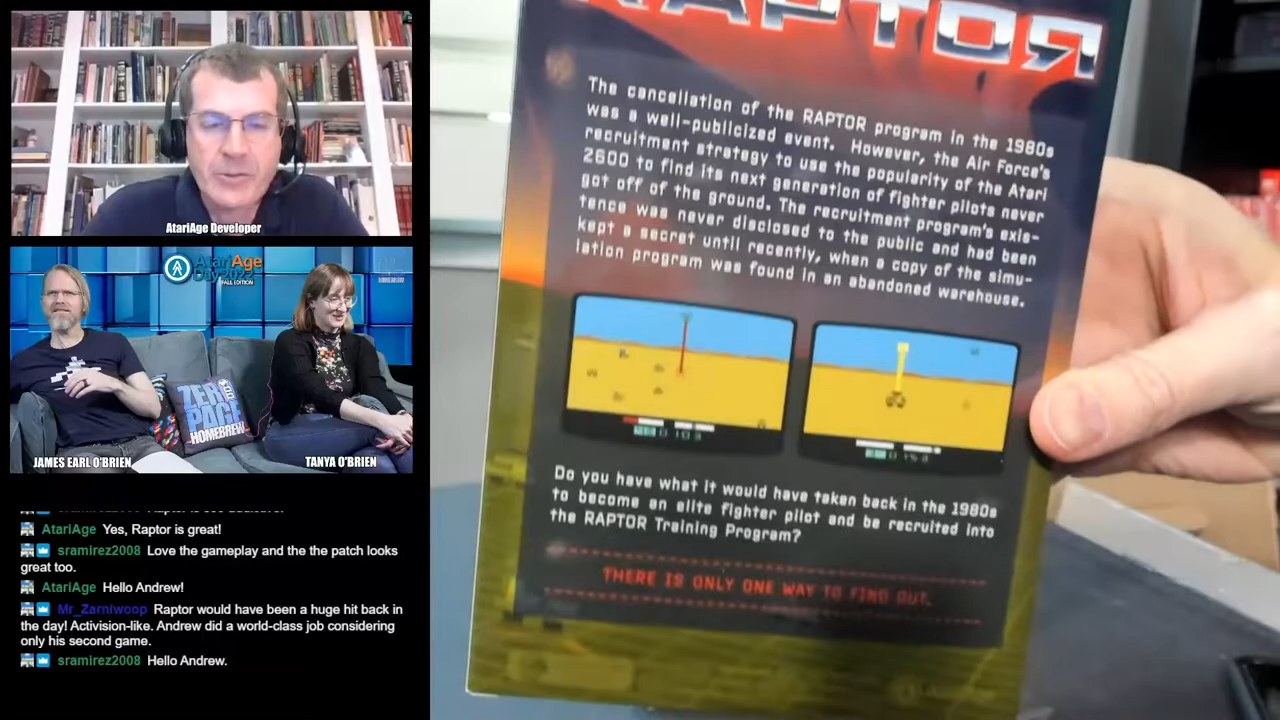 AtariAge Developer
AtariAge
Day 2022
FALL EDITION
ZERO
PAGE
HOMEBREW
JAMES EARL O'BRIEN
TANYA O'BRIEN
AtariAge Yes, Raptor is great!
sramirez2008 Love the gameplay and the the patch looks
great too.
AtariAge Hello Andrew!
Mr_Zarniwoop Raptor would have been a huge hit back in
the day! Activision-like. Andrew did a world-class job considering
only his second game.
sramirez2008 Hello Andrew.
RAPTOR
The cancellation of the RAPTOR program in the 1980s
was a well-publicized event. However, the Air Force's
recruitment strategy to use the popularity of the Atari
2600 to find its next generation of fighter pilots never
got off of the ground. The recruitment program's exis-
tence was never disclosed to the public and had been
kept a secret until recently, when a copy of the simu-
lation program was found in an abandoned warehouse.
Do you have what it would have taken back in the 1980s
to become an elite fighter pilot and be recruited into
the RAPTOR Training Program?
THERE IS ONLY ONE WAY TO FIND OUT.